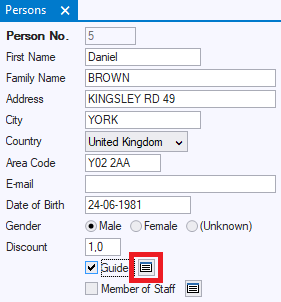 Persons ×
Person No. 5
First Name Daniel
Family Name BROWN
Address KINGSLEY RD 49
City YORK
Country United Kingdom
Area Code Y02 2AA
E-mail
Date of Birth 24-06-1981
Gender Male Female (Unknown)
Discount 1,0
Guide
Member of Staff